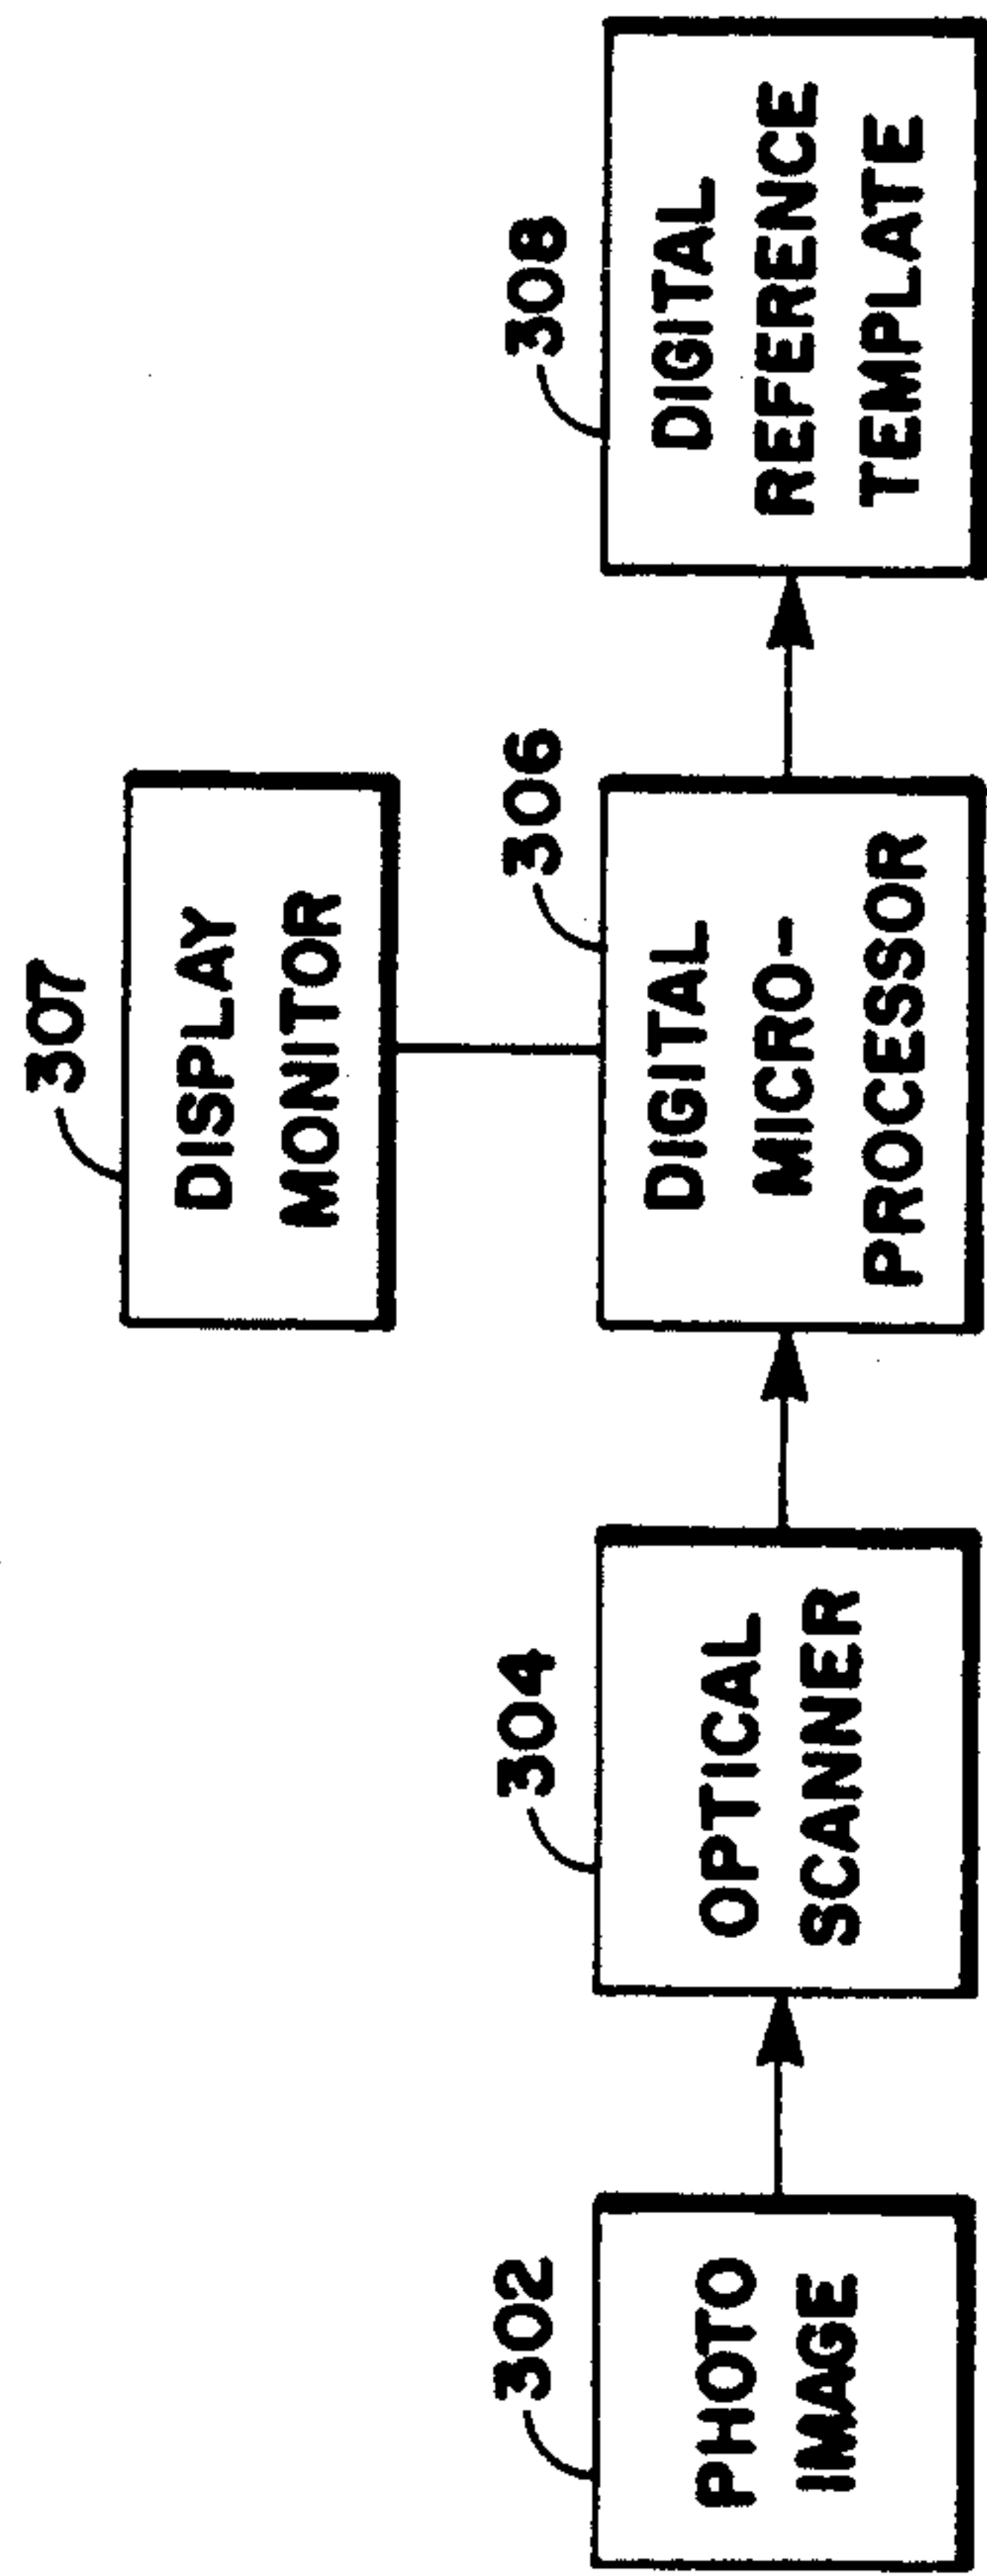 307
DISPLAY
MONITOR
302
PHOTO
IMAGE
304
OPTICAL
SCANNER
306
DIGITAL
MICRO-
PROCESSOR
308
DIGITAL
REFERENCE
TEMPLATE